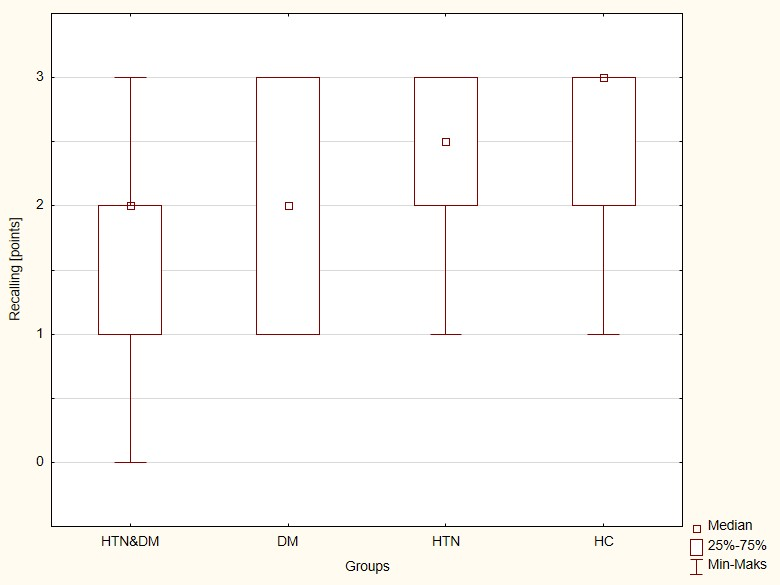 3
2
1
0
Recalling [points]
HTN&DM DM HTN HC
Groups
Median
25%-75%
Min-Maks